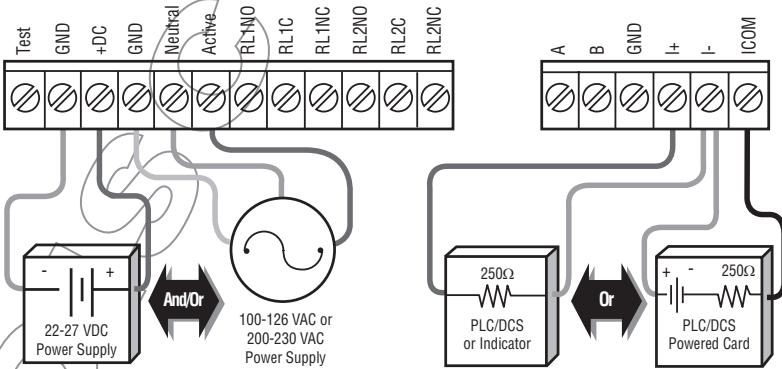 Test GND +DC GND Neutral Active RL1NO RL1C RL1NC RL2NO RL2C RL2NC
A B GND I+ I- ICOM
- +
22-27 VDC
Power Supply
And/Or
100-126 VAC or
200-230 VAC
Power Supply
250Ω
PLC/DCS
or Indicator
Or
+ - 250Ω
PLC/DCS
Powered Card